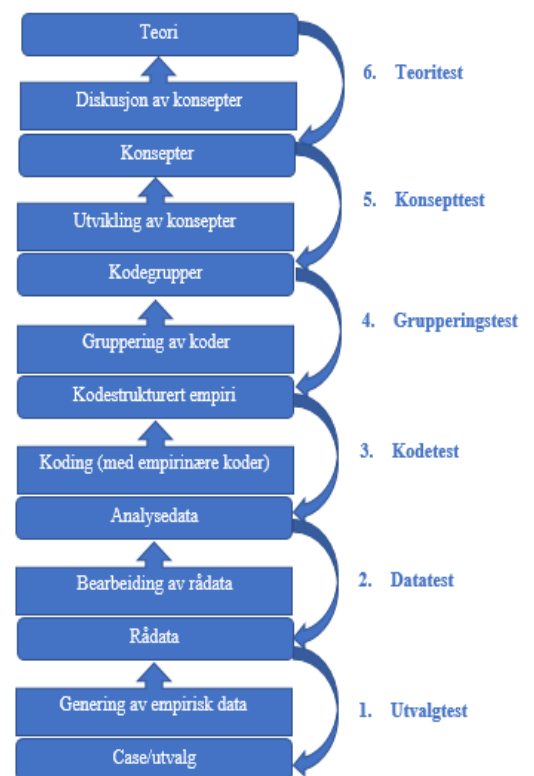 Teori
6. Teoritest
Diskusjon av konsepter
Konsepter
5. Konsepttest
Utvikling av konsepter
Kodegrupper
4. Grupperingstest
Gruppering av koder
Kodestrukturert empiri
3. Kodetest
Koding (med empirinære koder)
Analysedata
2. Datatest
Bearbeiding av rådata
Rådata
Genering av empirisk data
1. Utvalgtest
Case/utvalg